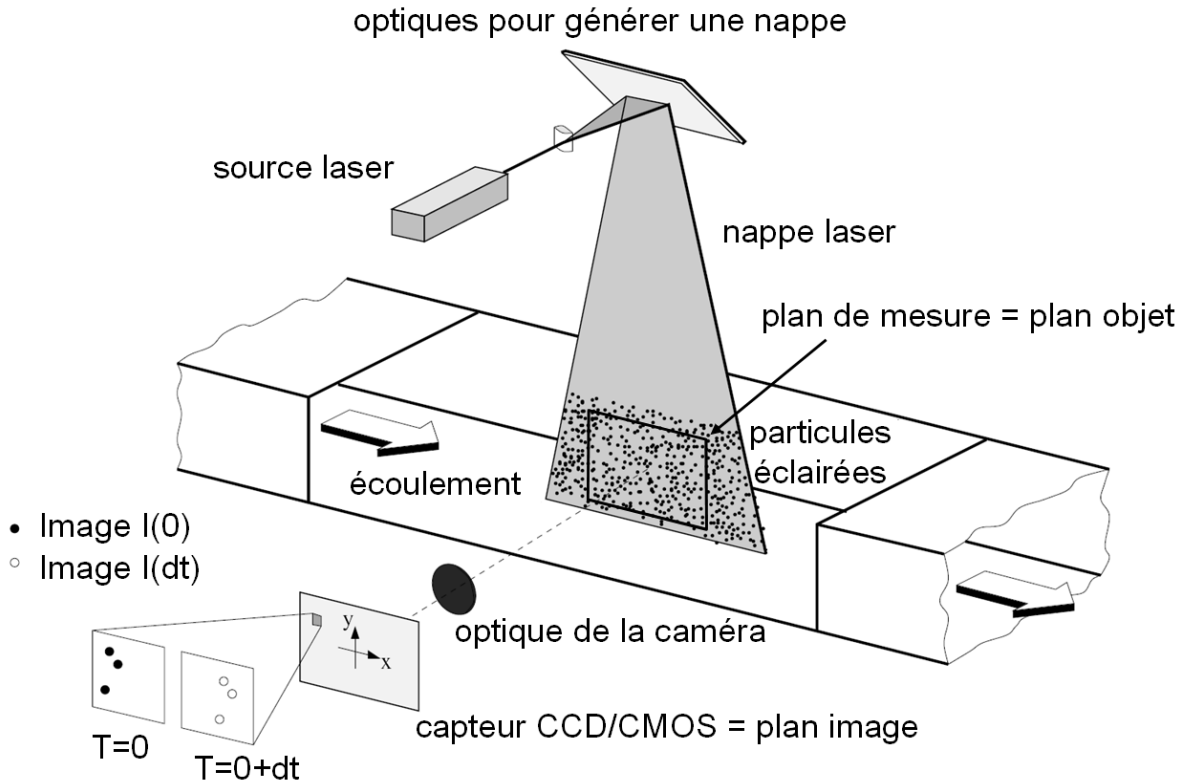 optiques pour générer une nappe
source laser
nappe laser
plan de mesure = plan objet
particules
éclairées
écoulement
• Image I(0)
○ Image I(dt)
optique de la caméra
y
x
capteur CCD/CMOS = plan image
T=0
T=0+dt